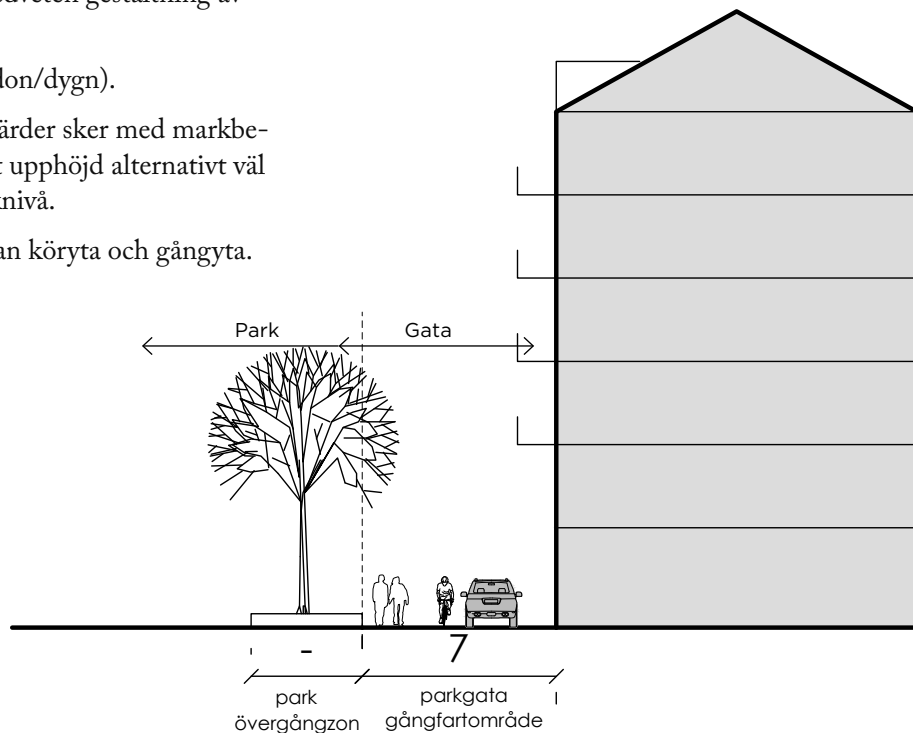 don/dygn).
ärder sker med markbe-
upphöjd alternativt väl
nivå.
an köryta och gångyta.
Park Gata
- 7
park
övergångzon
parkgata
gångfartområde